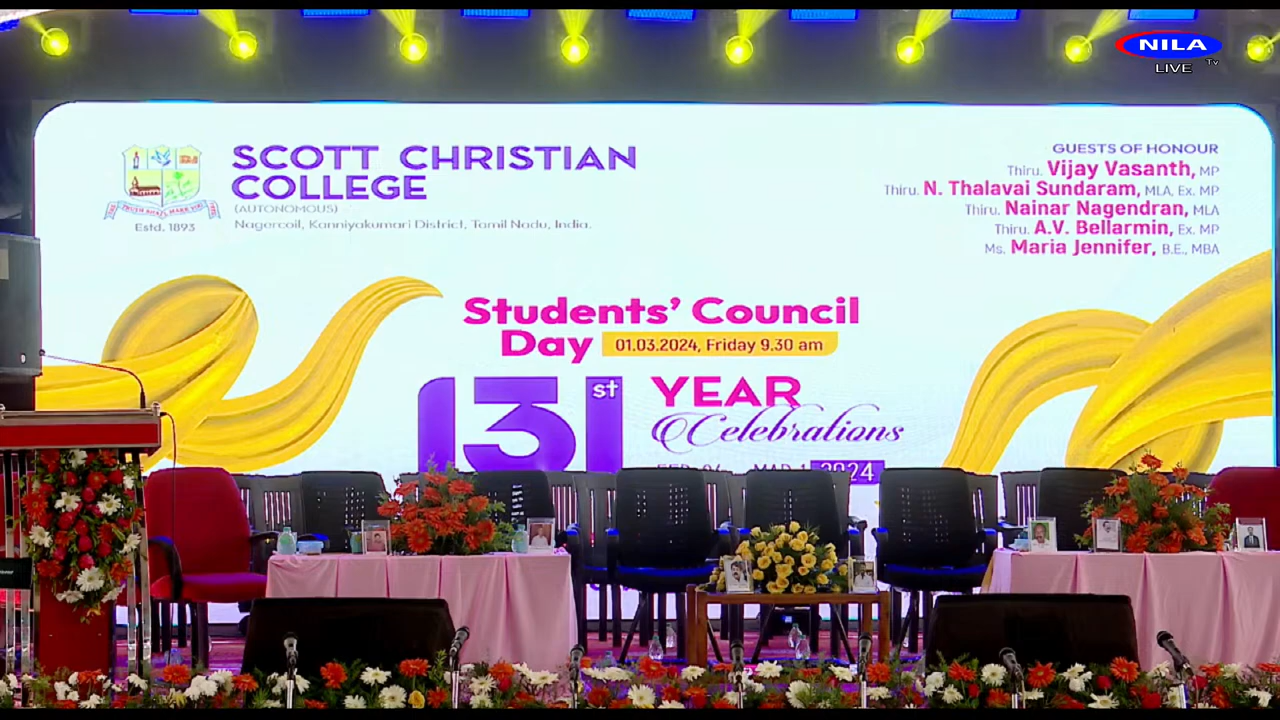 NILA
LIVE Tv
SCOTT CHRISTIAN
COLLEGE
(AUTONOMOUS)
Nagercoil, Kanniyakumari District, Tamil Nadu, India.
Estd. 1893
GUESTS OF HONOUR
Thiru. Vijay Vasanth, MP
Thiru. N. Thalavai Sundaram, MLA, Ex. MP
Thiru. Nainar Nagendran, MLA
Thiru. A.V. Bellarmin, Ex. MP
Ms. Maria Jennifer, B.E., MBA
Students' Council
Day 01.03.2024, Friday 9.30 am
131st YEAR
Celebrations
2024